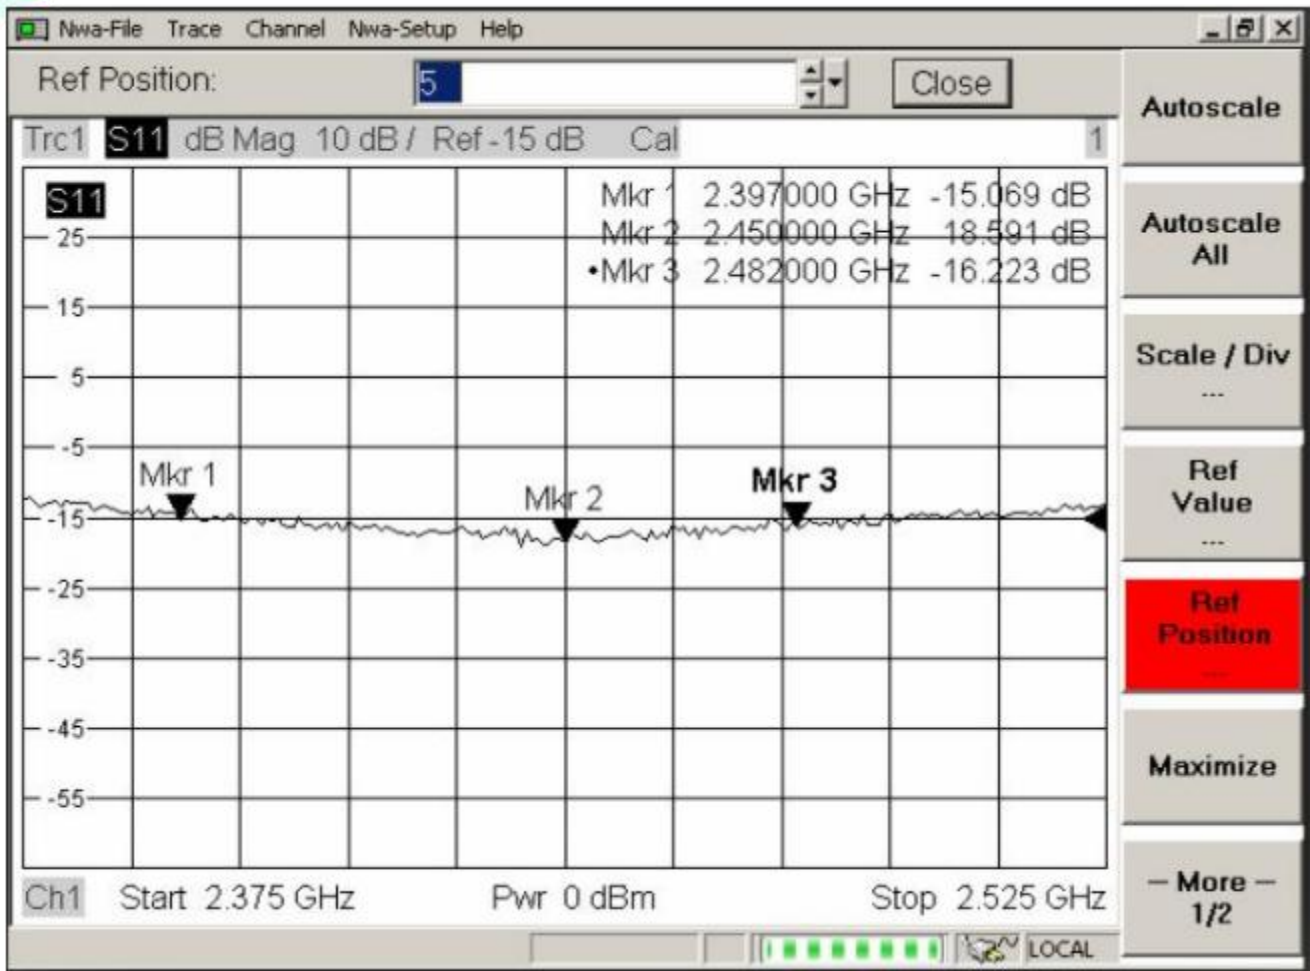 Nwa-File Trace Channel Nwa-Setup Help
Ref Position: 5 Close
Trc1 S11 dB Mag 10 dB / Ref -15 dB Cal 1
S11
Mkr 1 2.397000 GHz -15.069 dB
Mkr 2 2.450000 GHz 18.591 dB
•Mkr 3 2.482000 GHz -16.223 dB
25
15
5
-5
Mkr 1
Mkr 2
Mkr 3
-15
-25
-35
-45
-55
Ch1 Start 2.375 GHz Pwr 0 dBm Stop 2.525 GHz
LOCAL
Autoscale
Autoscale
All
Scale / Div
---
Ref
Value
---
Ref
Position
---
Maximize
— More —
1/2